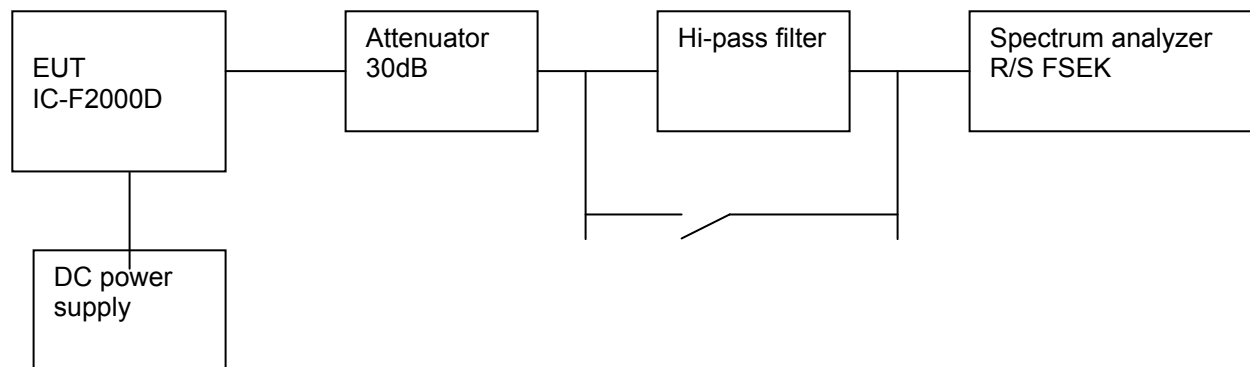 EUT
IC-F2000D
Attenuator
30dB
Hi-pass filter
Spectrum analyzer
R/S FSEK
DC power
supply